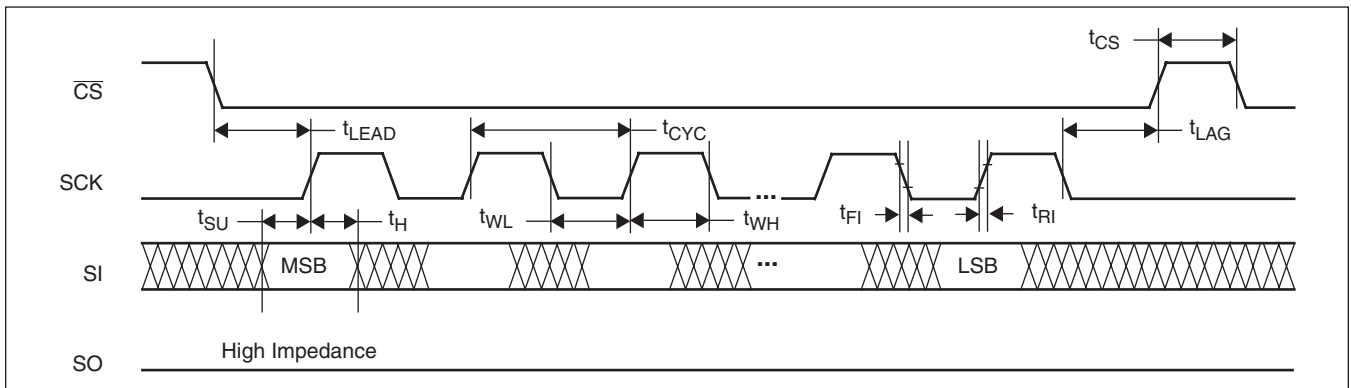 tCS
CS
tLEAD
tCYC
tLAG
SCK
...
tSU
tH
tWL
tWH
tFI
tRI
SI
MSB
...
LSB
High Impedance
SO